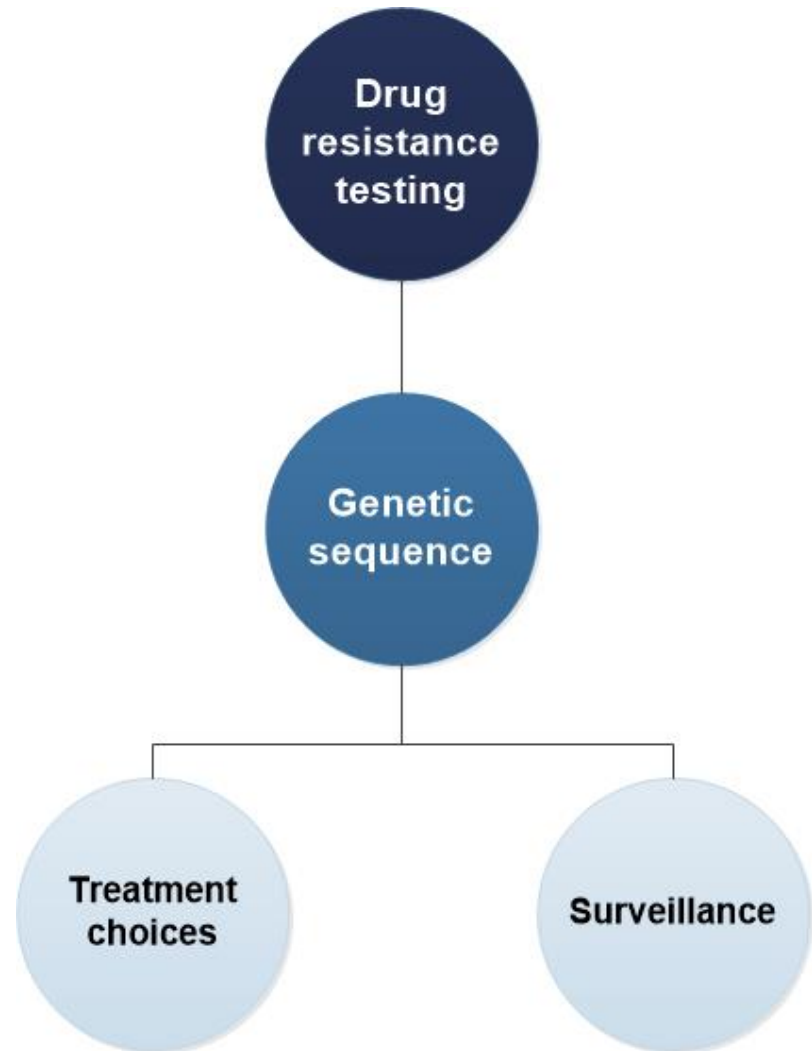 Drug
resistance
testing
Genetic
sequence
Treatment
choices
Surveillance